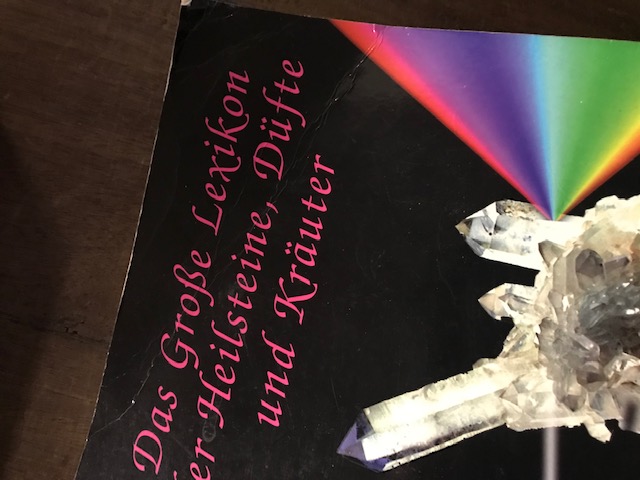 Das Große Lexikon
er Heilsteine, Düfte
und Kräuter